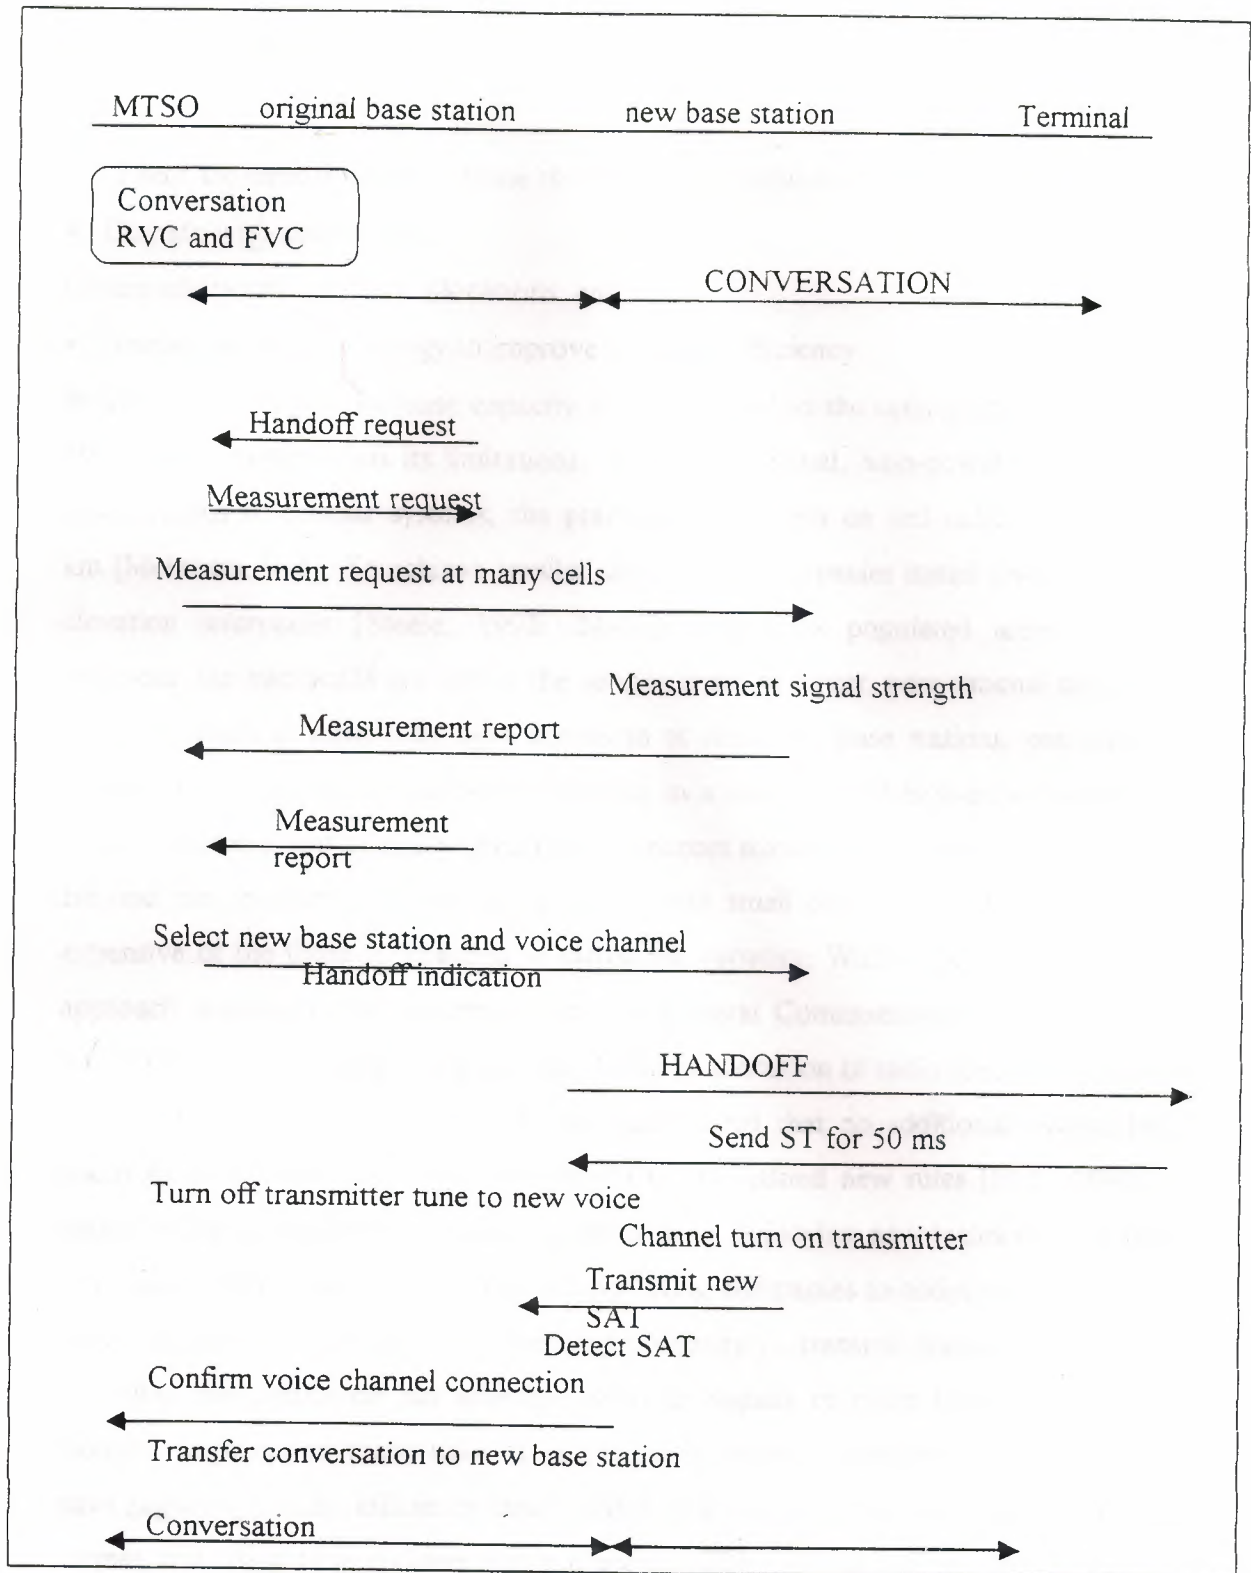 MTSO original base station new base station Terminal
Conversation
RVC and FVC
CONVERSATION
Handoff request
Measurement request
Measurement request at many cells
Measurement signal strength
Measurement report
Measurement
report
Select new base station and voice channel
Handoff indication
HANDOFF
Send ST for 50 ms
Turn off transmitter tune to new voice
Channel turn on transmitter
Transmit new
SAT
Detect SAT
Confirm voice channel connection
Transfer conversation to new base station
Conversation